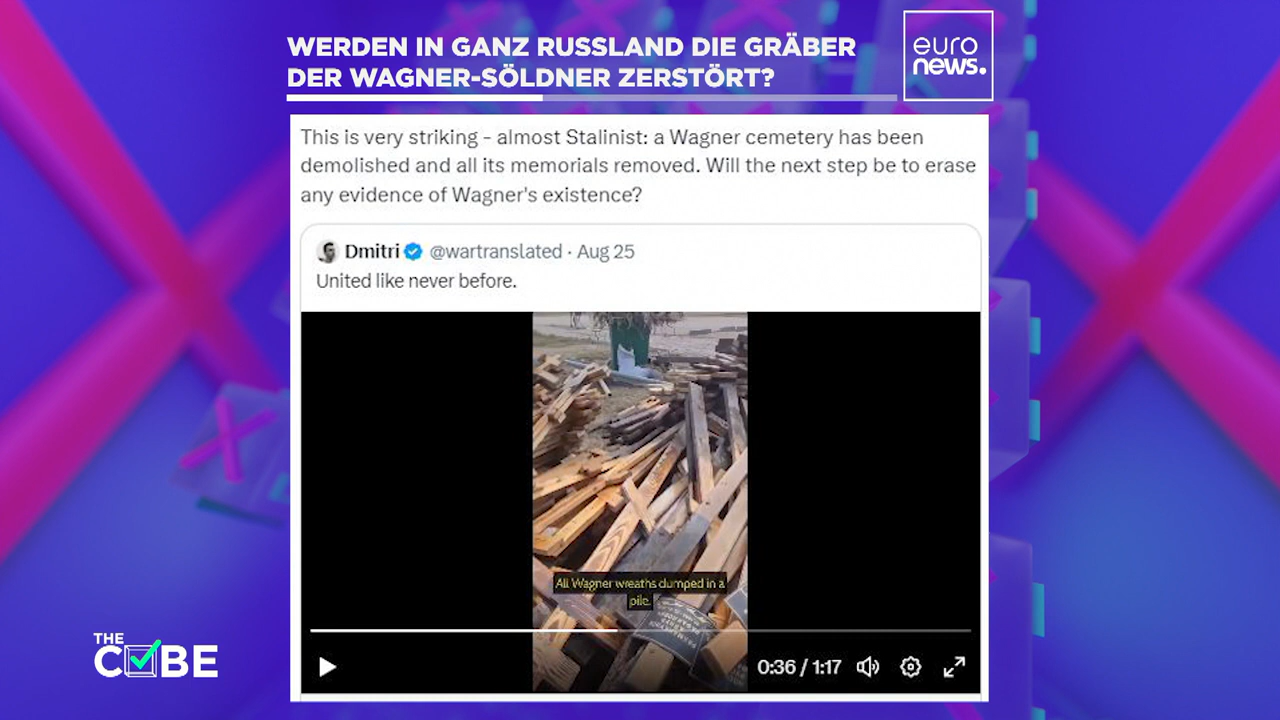 WERDEN IN GANZ RUSSLAND DIE GRÄBER
DER WAGNER-SÖLDNER ZERSTÖRT?
euro
news.
This is very striking - almost Stalinist: a Wagner cemetery has been
demolished and all its memorials removed. Will the next step be to erase
any evidence of Wagner's existence?
Dmitri @wartranslated · Aug 25
United like never before.
All Wagner wreaths dumped in a
pile.
0:36 / 1:17
THE
CUBE